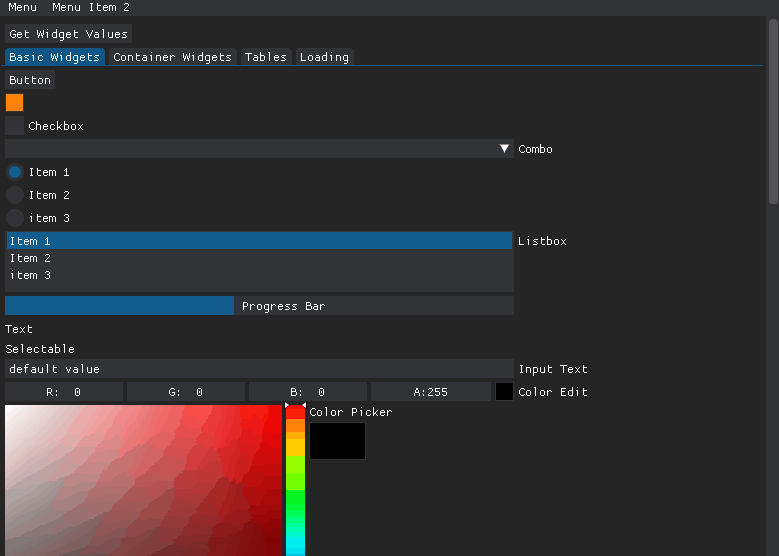 Menu Menu Item 2
Get Widget Values
Basic Widgets Container Widgets Tables Loading
Button
Checkbox
Combo
Item 1
Item 2
item 3
Item 1 Listbox
Item 2
item 3
Progress Bar
Text
Selectable
default value Input Text
R: 0 G: 0 B: 0 A:255 Color Edit
Color Picker